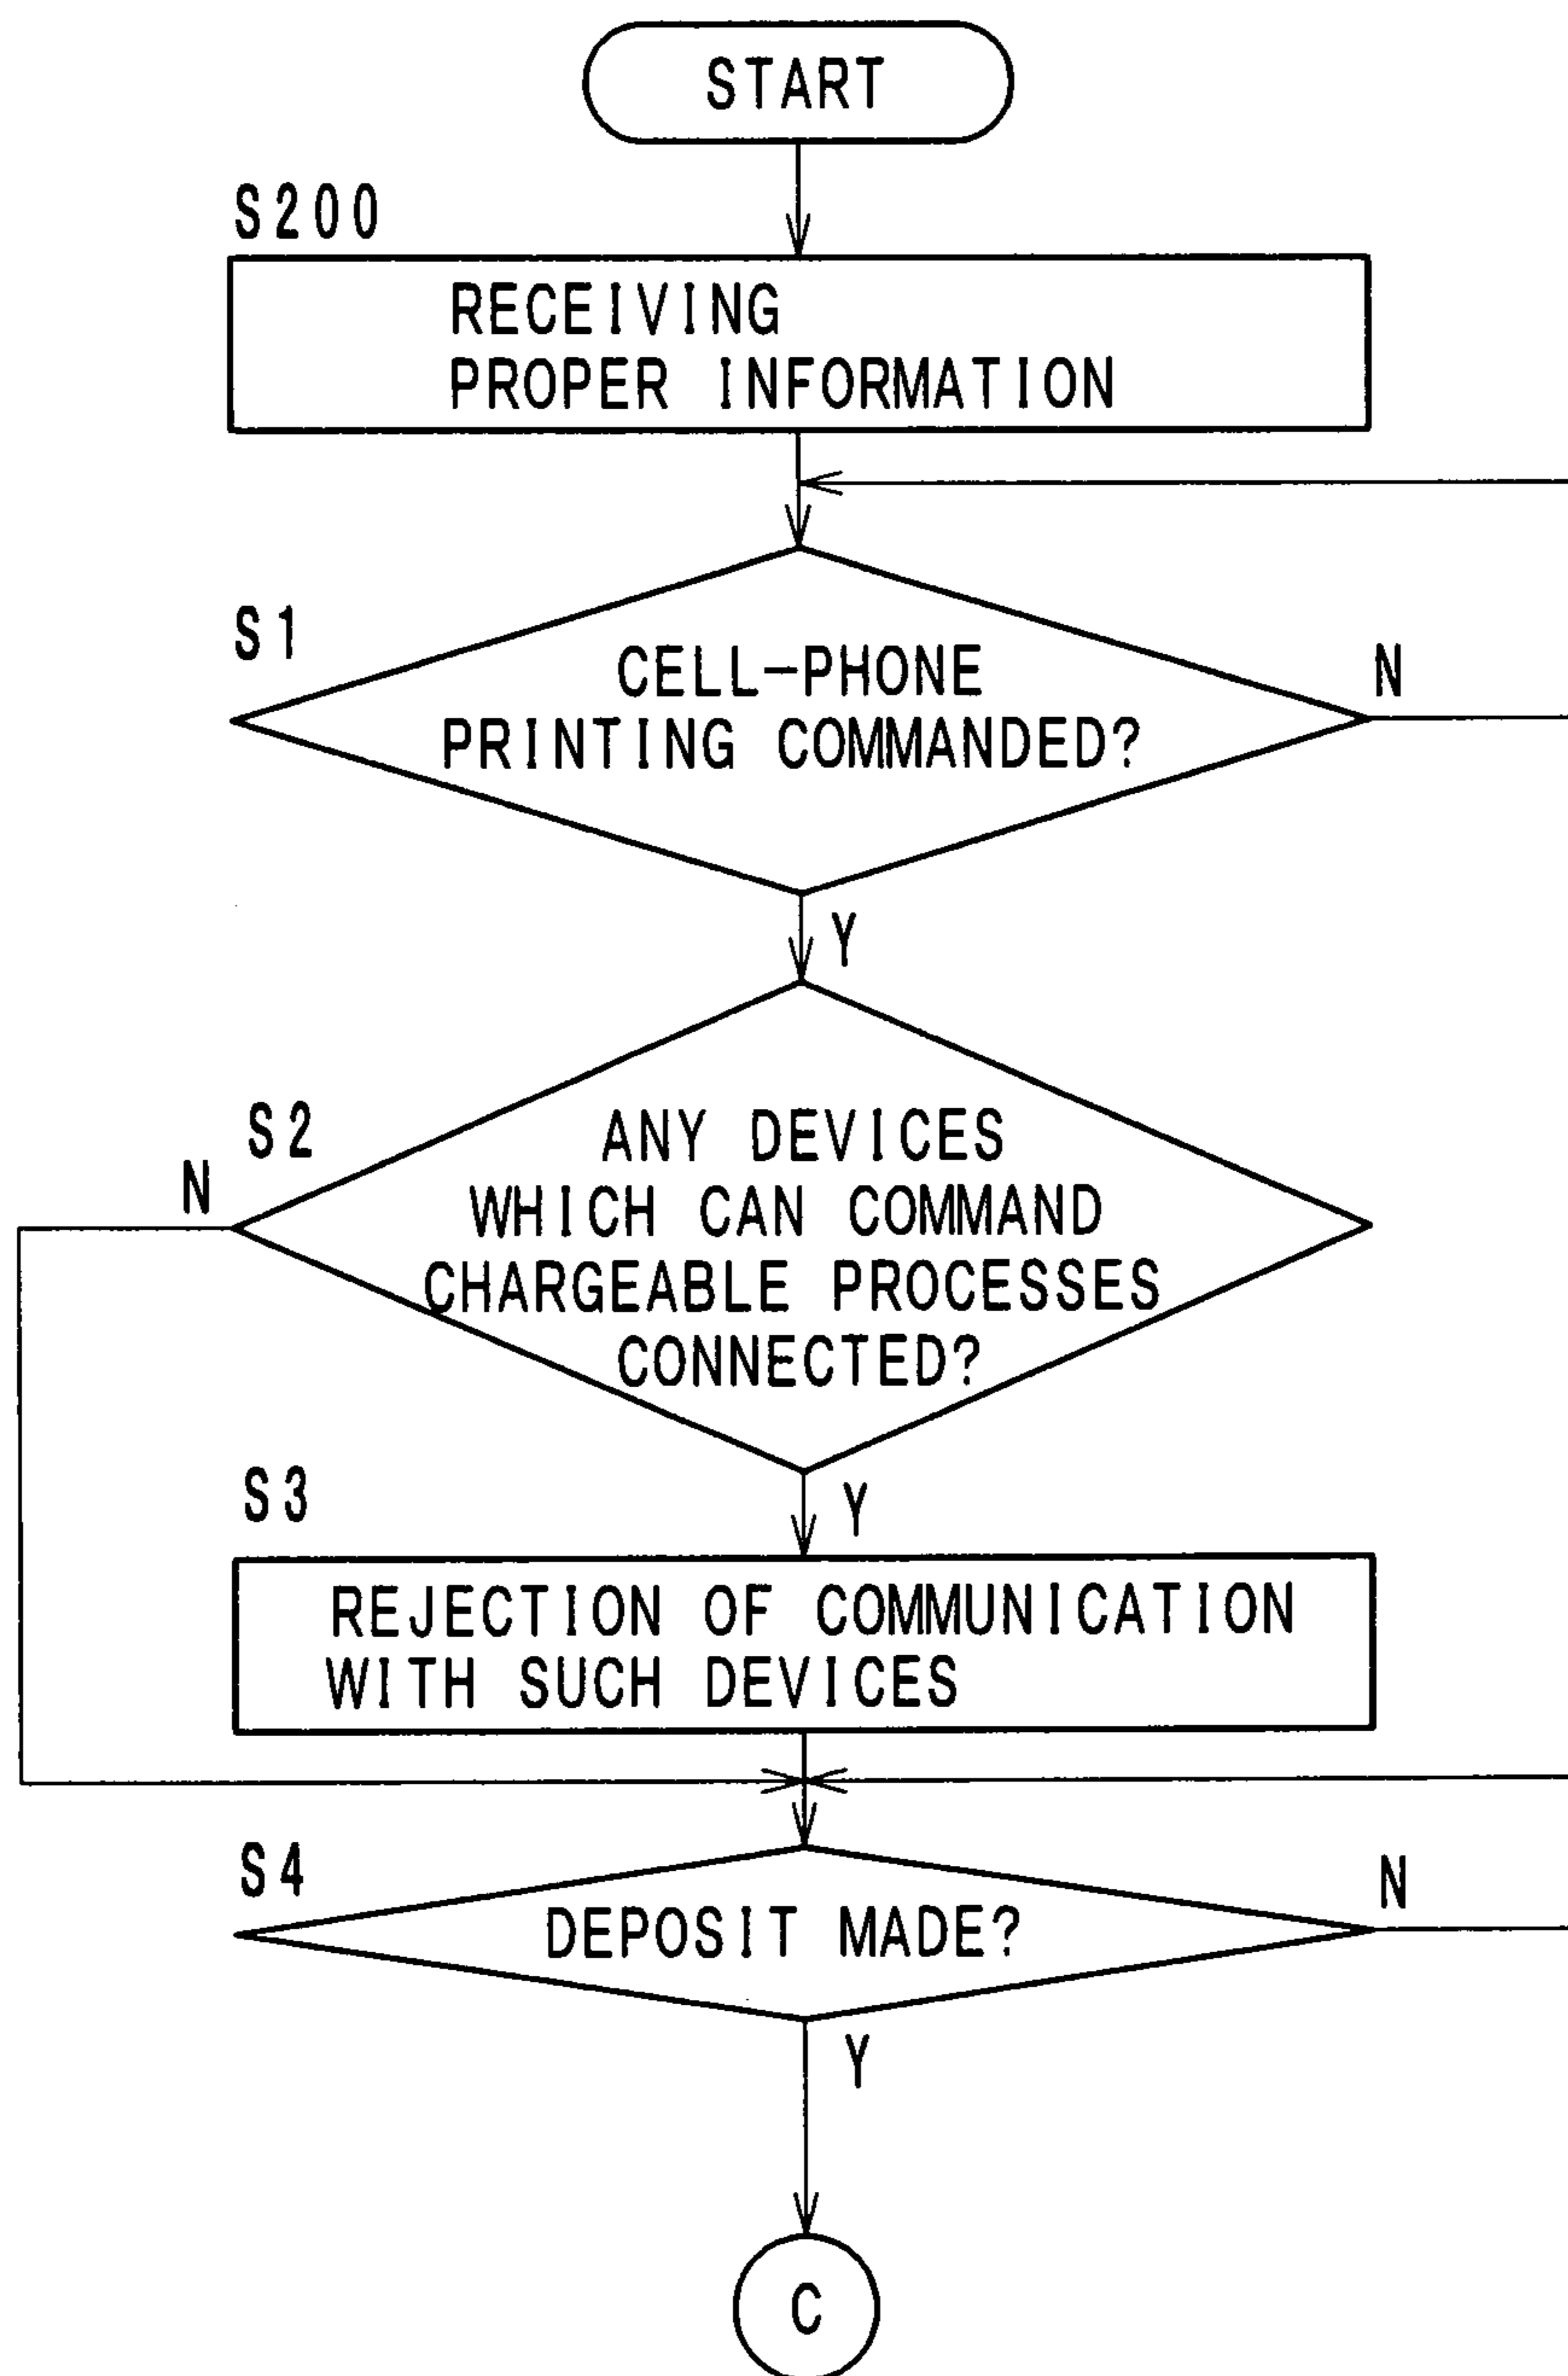 START
S200
RECEIVING
PROPER INFORMATION
S1
CELL-PHONE
PRINTING COMMANDED?
N
Y
S2
N
ANY DEVICES
WHICH CAN COMMAND
CHARGEABLE PROCESSES
CONNECTED?
Y
S3
REJECTION OF COMMUNICATION
WITH SUCH DEVICES
S4
DEPOSIT MADE?
N
Y
C